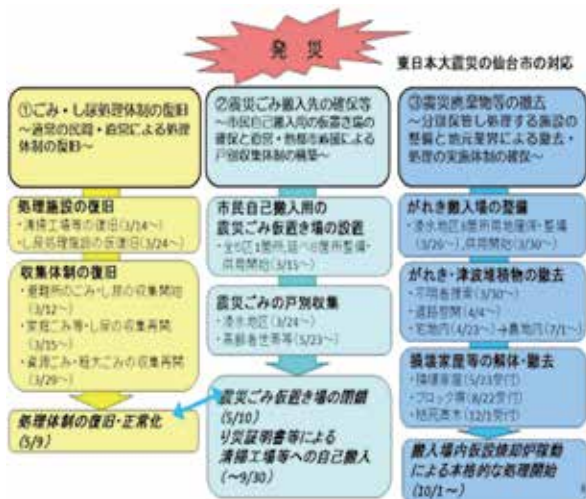 発災
東日本大震災の仙台市の対応
①ごみ・し尿処理体制の復旧
～通常の民間・直営による処理
体制の復旧～
処理施設の復旧
・清掃工場等の復旧(3/14～)
・し尿処理施設の仮復旧(3/24～)
収集体制の復旧
・避難所のごみ・し尿の収集開始
(3/12～)
・家庭ごみ等・し尿の収集再開
(3/15～)
・資源ごみ・粗大ごみの収集再開
(3/29～)
処理体制の復旧・正常化
(5/9)
②震災ごみ搬入先の確保等
～市民自己搬入用の仮置き場の
確保と直営・他都市応援による
戸別収集体制の構築～
市民自己搬入用の
震災ごみ仮置き場の設置
・全5区1箇所、延べ8箇所整備・
供用開始(3/15～)
震災ごみの戸別収集
・浸水地区(3/24～)
・高齢者世帯等(5/23～)
震災ごみ仮置き場の閉鎖
(5/10)
り災証明書等による
清掃工場等への自己搬入
(～9/30)
③震災廃棄物等の撤去
～分別保管し処理する施設の
整備と地元業界による撤去・
処理の実施体制の確保～
がれき搬入場の整備
・浸水地区3箇所用地確保・整備
(3/26～)、供用開始(3/30～)
がれき・津波堆積物の撤去
・不明者捜索(3/30～)
・道路啓開(4/4～)
・宅地内(4/23～)→農地内(7/1～)
損壊家屋等の解体・撤去
・損壊家屋(5/23受付)
・ブロック塀(8/22受付)
・枯死高木(12/1受付)
搬入場内仮設焼却炉稼動
による本格的な処理開始
(10/1～)